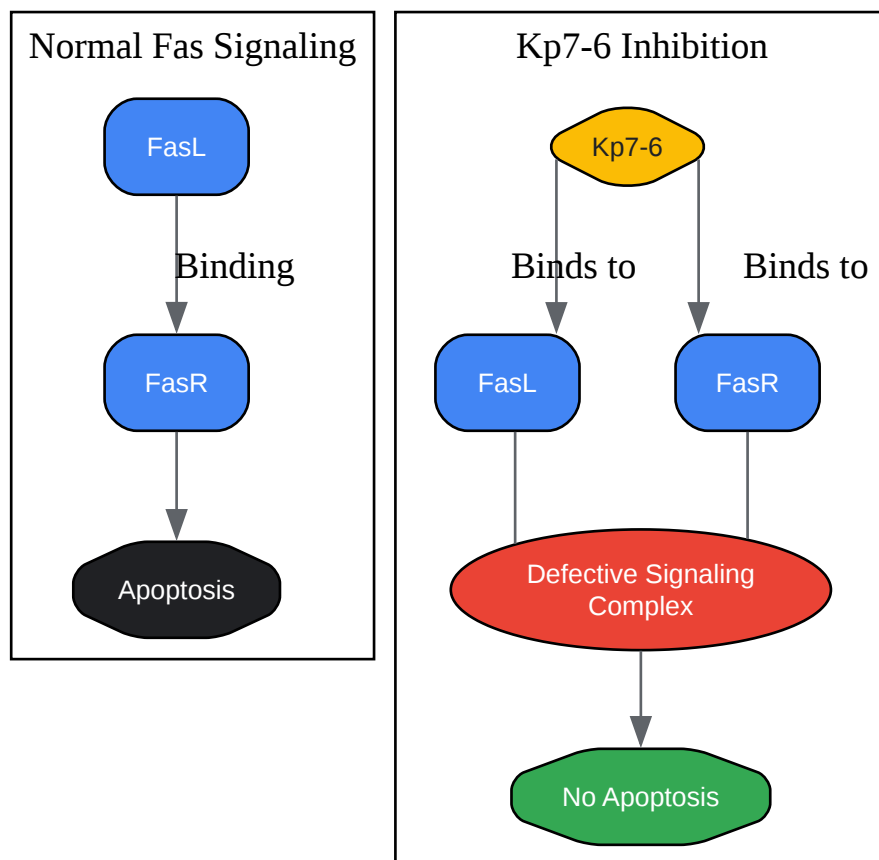 Normal Fas Signaling
FasL
Binding
FasR
Apoptosis
Kp7-6 Inhibition
Kp7-6
Binds to
Binds to
FasL
FasR
Defective Signaling
Complex
No Apoptosis